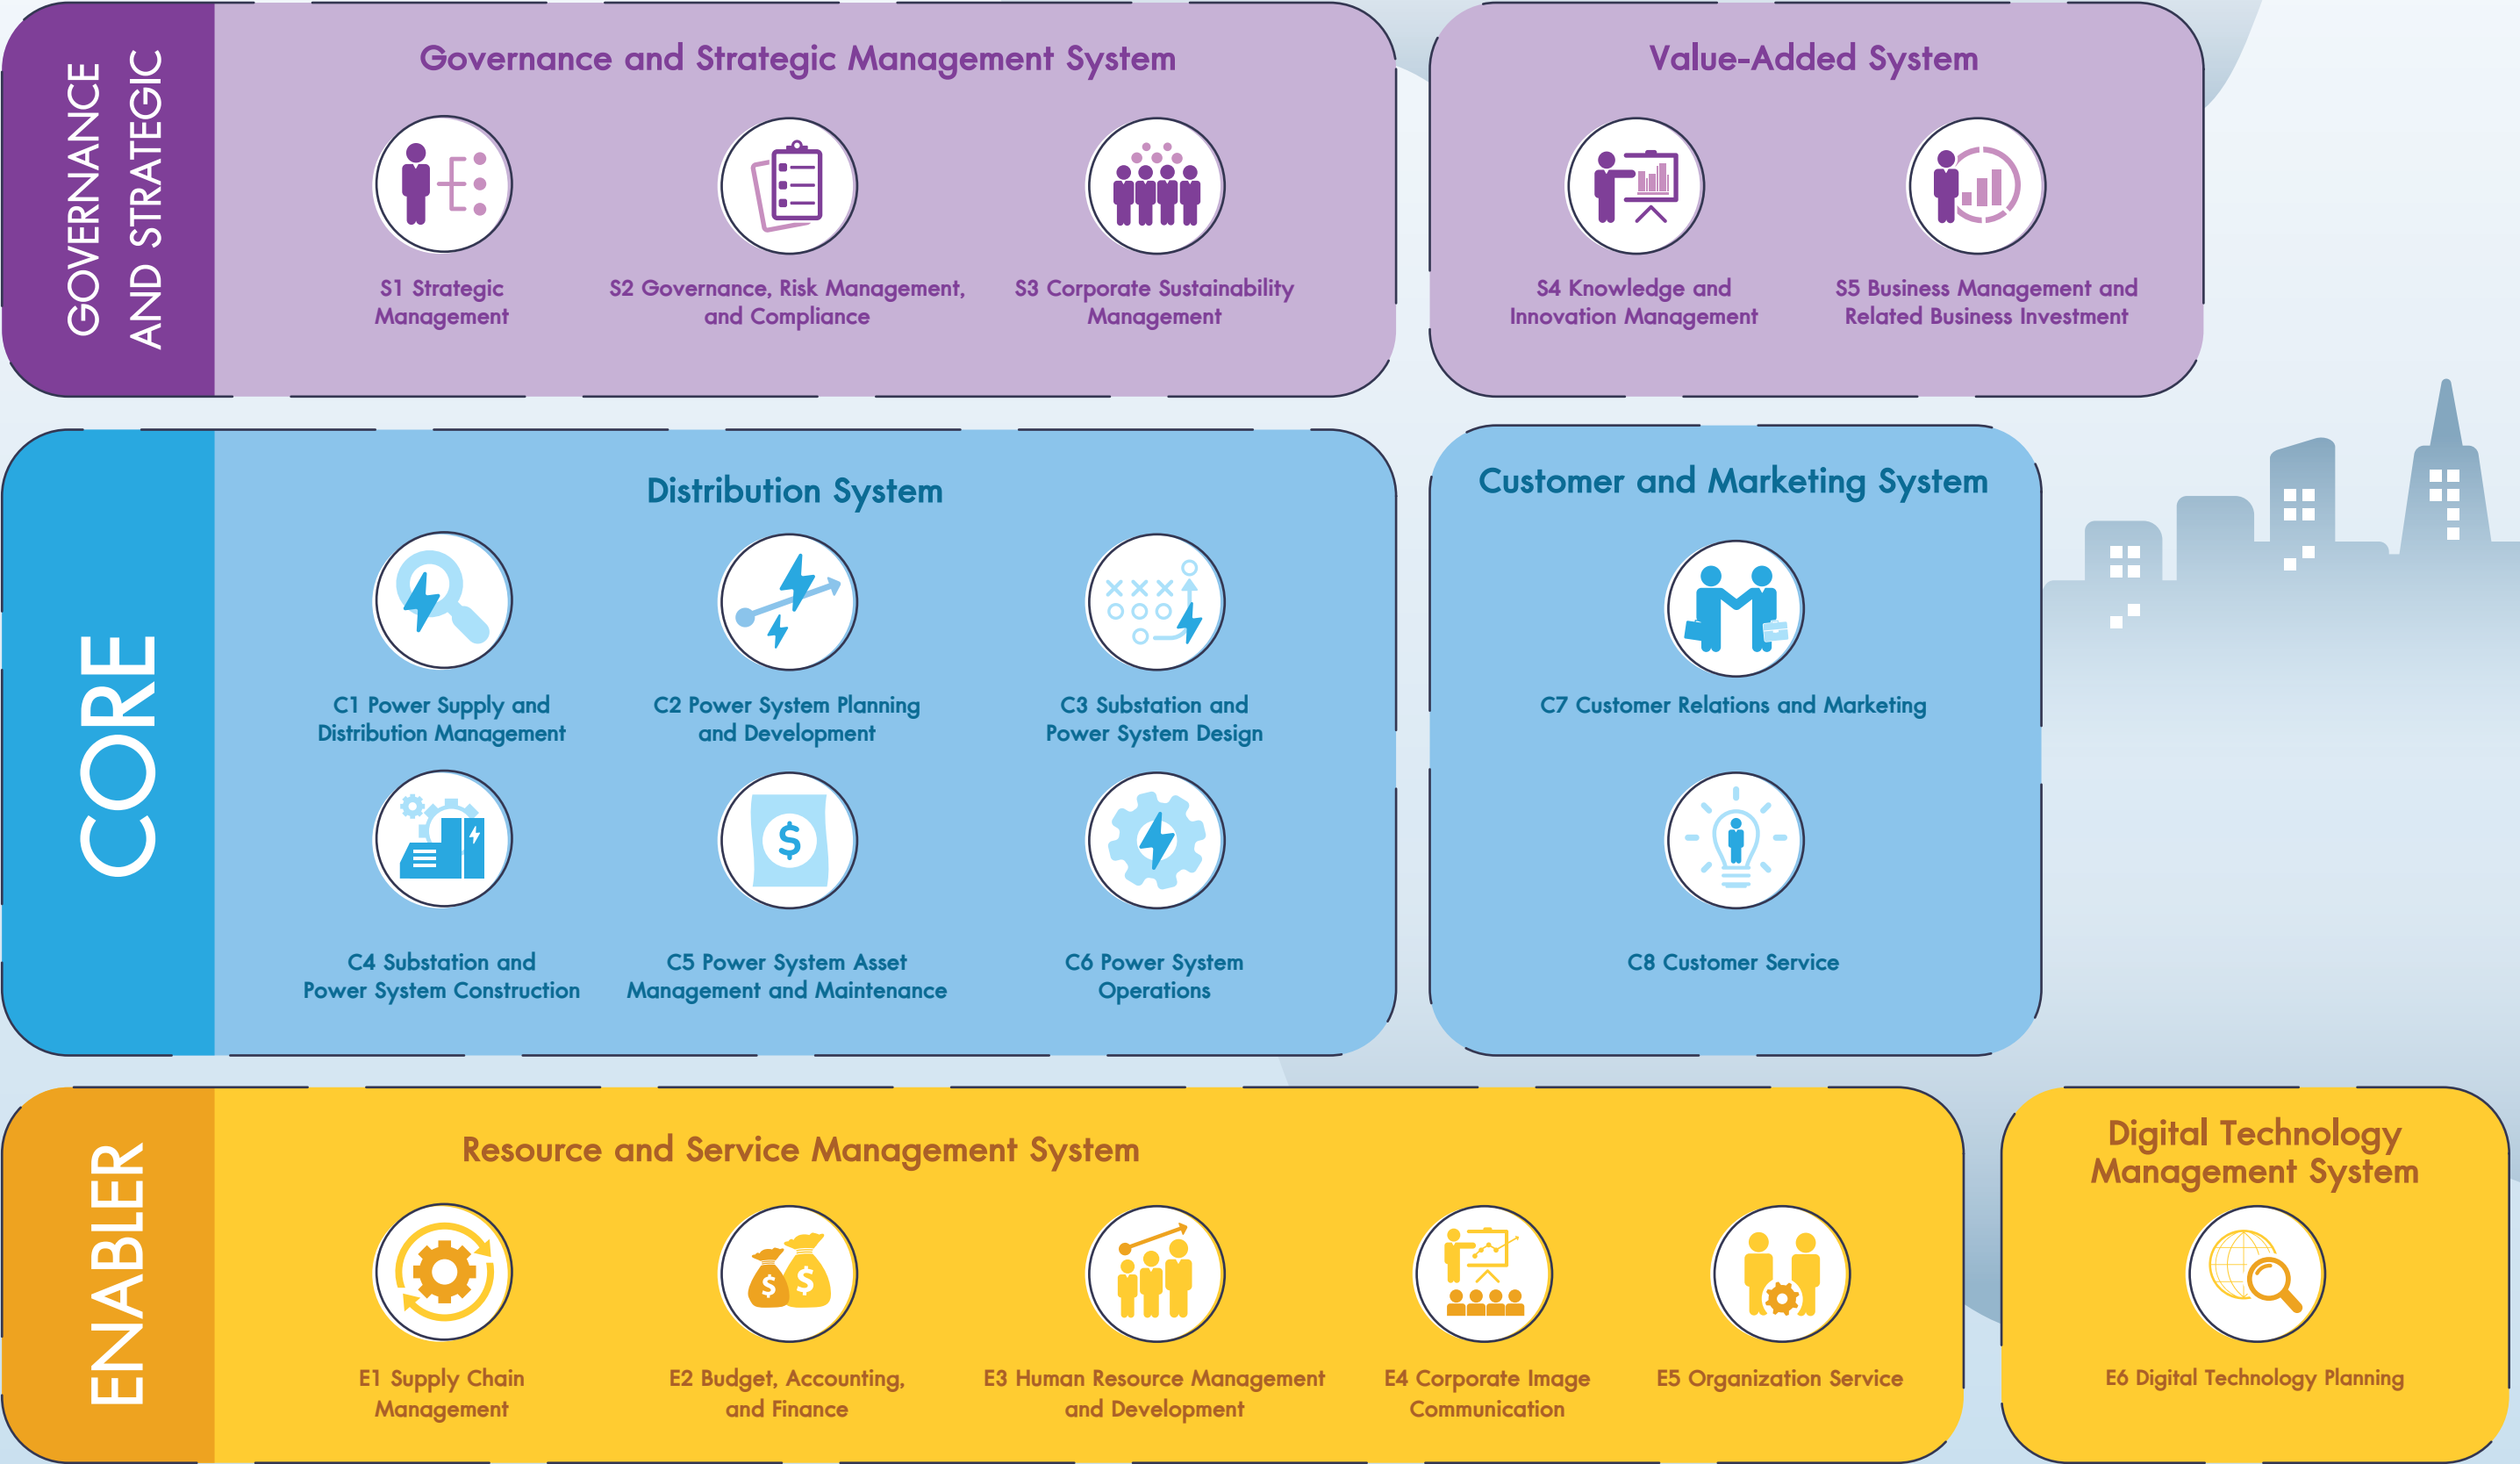 GOVERNANCE
AND STRATEGIC
Governance and Strategic Management System
S1 Strategic
Management
S2 Governance, Risk Management,
and Compliance
S3 Corporate Sustainability
Management
Value-Added System
S4 Knowledge and
Innovation Management
S5 Business Management and
Related Business Investment
CORE
Distribution System
C1 Power Supply and
Distribution Management
C2 Power System Planning
and Development
C3 Substation and
Power System Design
C4 Substation and
Power System Construction
C5 Power System Asset
Management and Maintenance
C6 Power System
Operations
Customer and Marketing System
C7 Customer Relations and Marketing
C8 Customer Service
ENABLER
Resource and Service Management System
E1 Supply Chain
Management
E2 Budget, Accounting,
and Finance
E3 Human Resource Management
and Development
E4 Corporate Image
Communication
E5 Organization Service
Digital Technology
Management System
E6 Digital Technology Planning